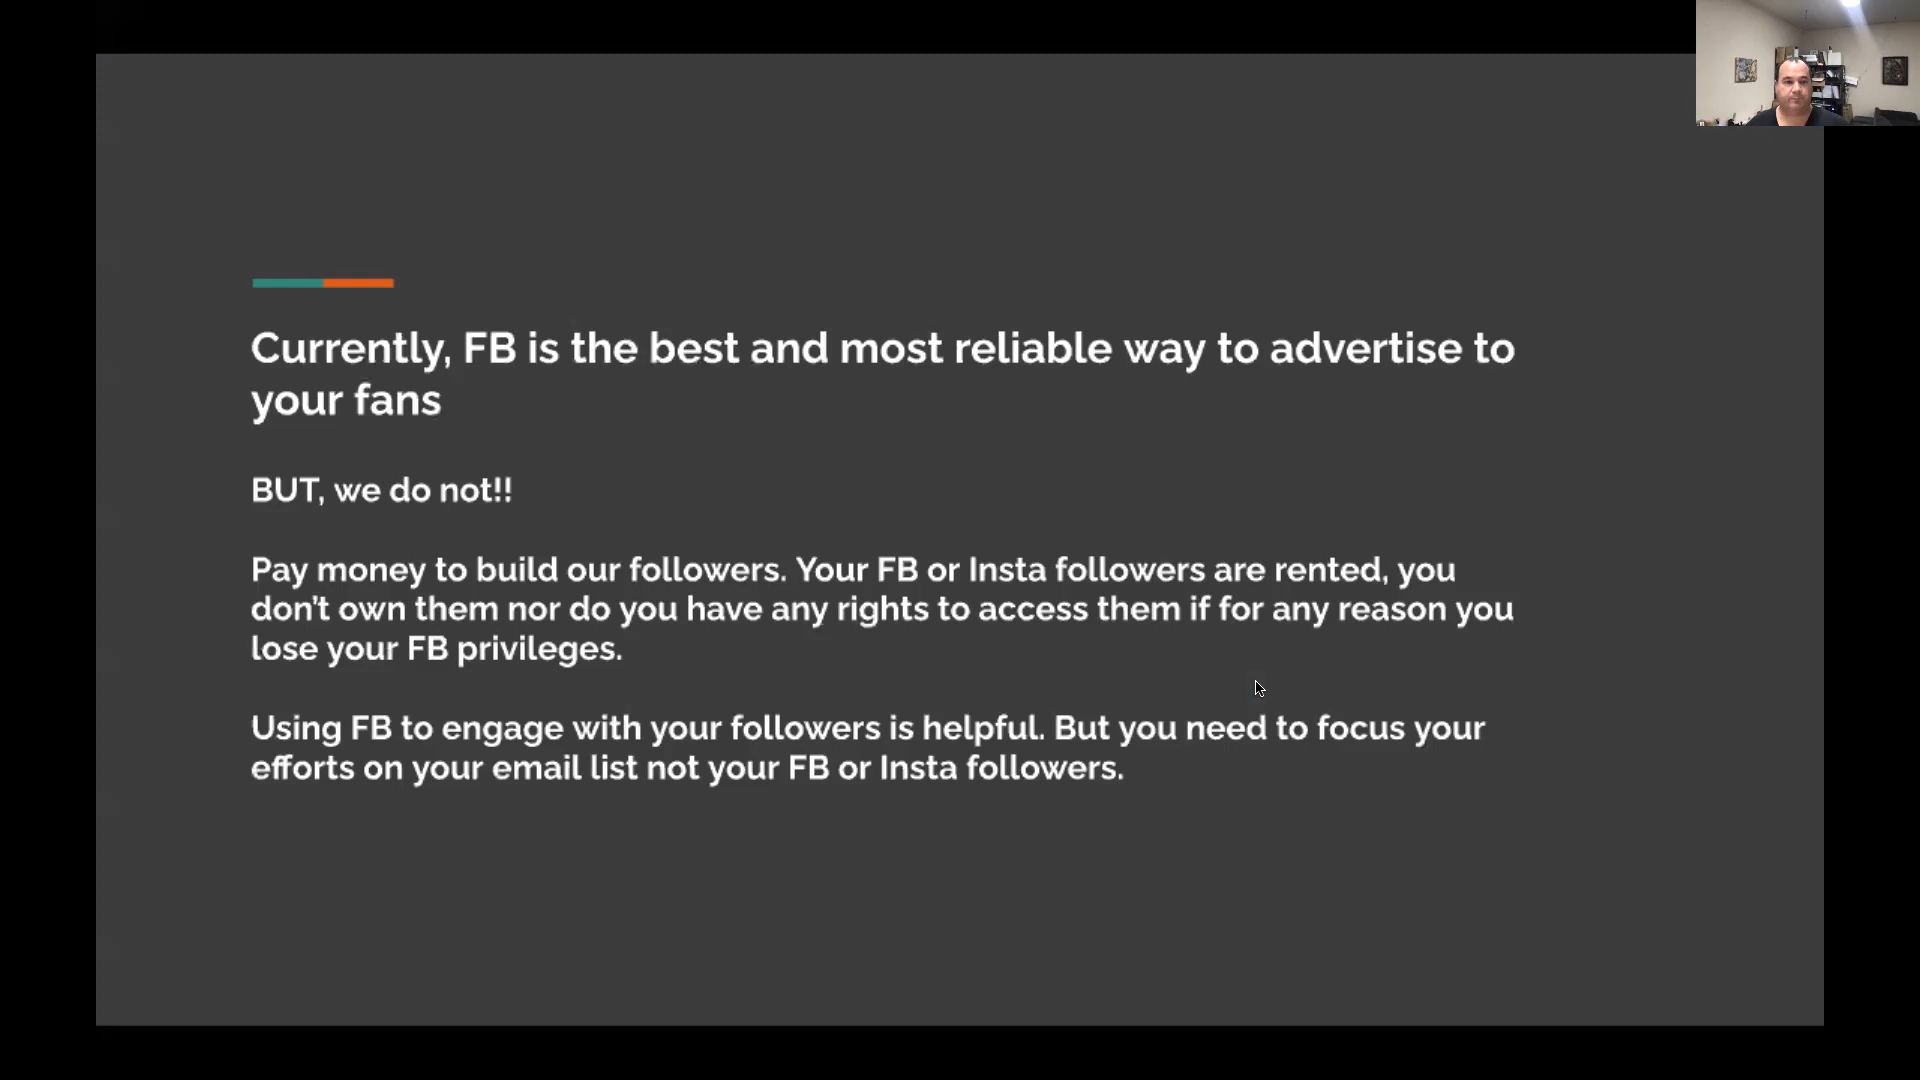 Currently, FB is the best and most reliable way to advertise to
your fans
BUT, we do not!!
Pay money to build our followers. Your FB or Insta followers are rented, you
don't own them nor do you have any rights to access them if for any reason you
lose your FB privileges.
Using FB to engage with your followers is helpful. But you need to focus your
efforts on your email list not your FB or Insta followers.